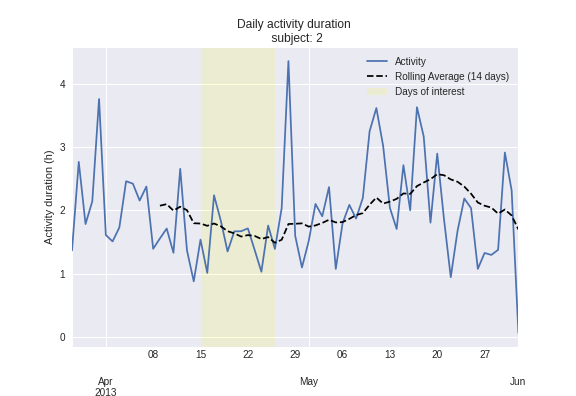 Daily activity duration
subject: 2
Activity
Rolling Average (14 days)
Days of interest
Activity duration (h)
4
3
2
1
0
08
15
22
29
06
13
20
27
Apr
May
Jun
2013